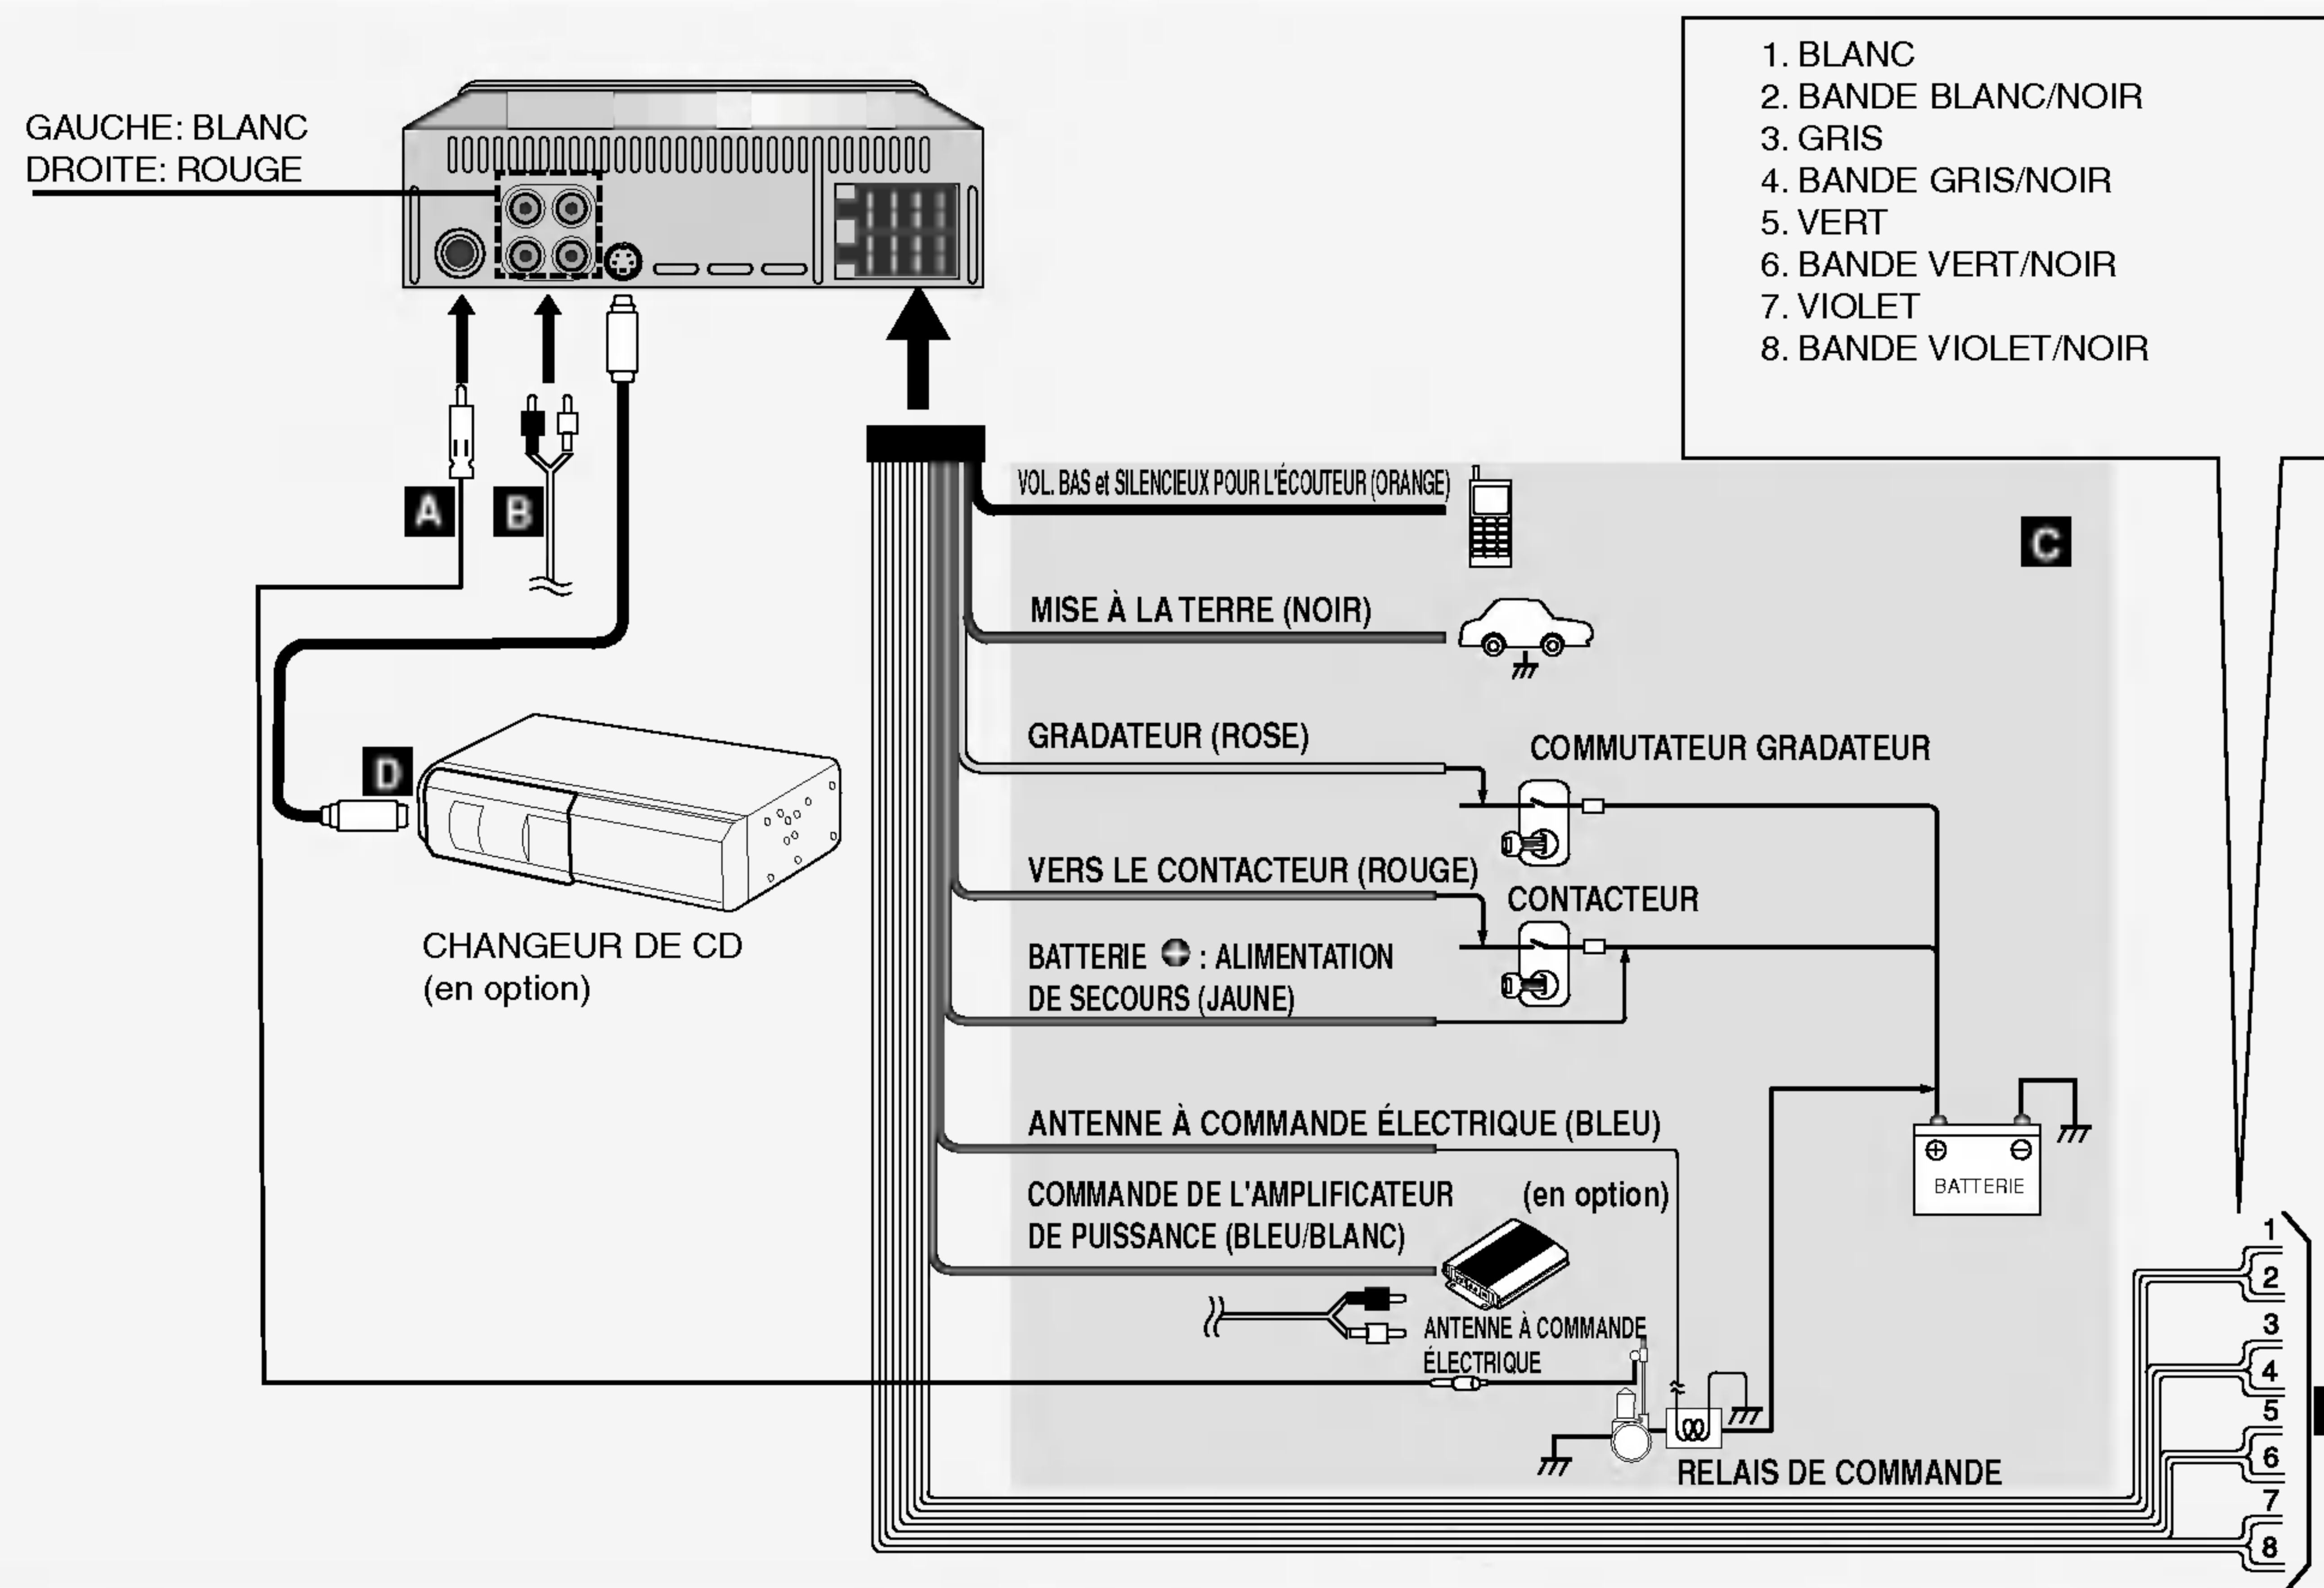 GAUCHE: BLANC
DROITE: ROUGE
1. BLANC
2. BANDE BLANC/NOIR
3. GRIS
4. BANDE GRIS/NOIR
5. VERT
6. BANDE VERT/NOIR
7. VIOLET
8. BANDE VIOLET/NOIR
A
B
VOL. BAS et SILENCIEUX POUR L'ÉCOUTEUR (ORANGE)
C
MISE À LA TERRE (NOIR)
GRADATEUR (ROSE)
COMMUTATEUR GRADATEUR
D
VERS LE CONTACTEUR (ROUGE)
CONTACTEUR
CHANGEUR DE CD
(en option)
BATTERIE ⊕ : ALIMENTATION
DE SECOURS (JAUNE)
ANTENNE À COMMANDE ÉLECTRIQUE (BLEU)
⊕ ⊖
BATTERIE
COMMANDE DE L'AMPLIFICATEUR (en option)
DE PUISSANCE (BLEU/BLANC)
ANTENNE À COMMANDE
ÉLECTRIQUE
RELAIS DE COMMANDE
1
2
3
4
5
6
7
8